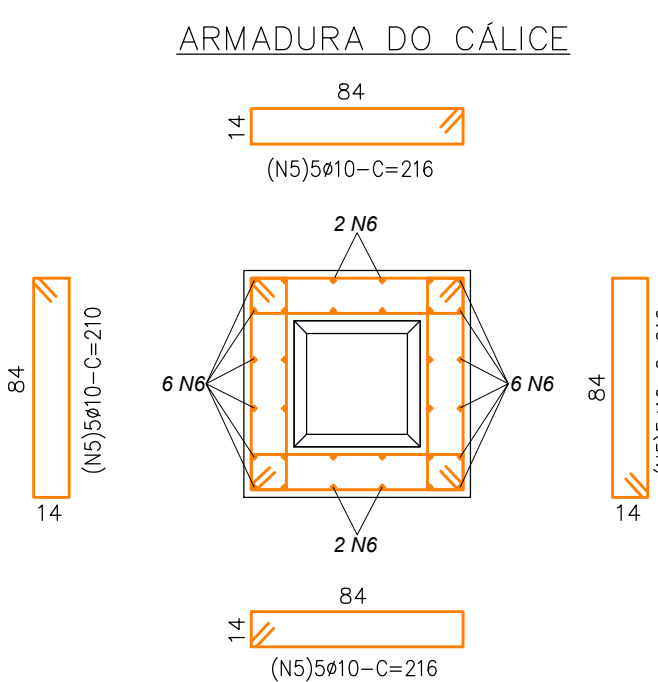 ARMADURA DO CÁLICE
84
14
(N5)5ø10-C=216
2 N6
84
(N5)5ø10-C=210
14
6 N6
6 N6
84
14
2 N6
84
14
(N5)5ø10-C=216